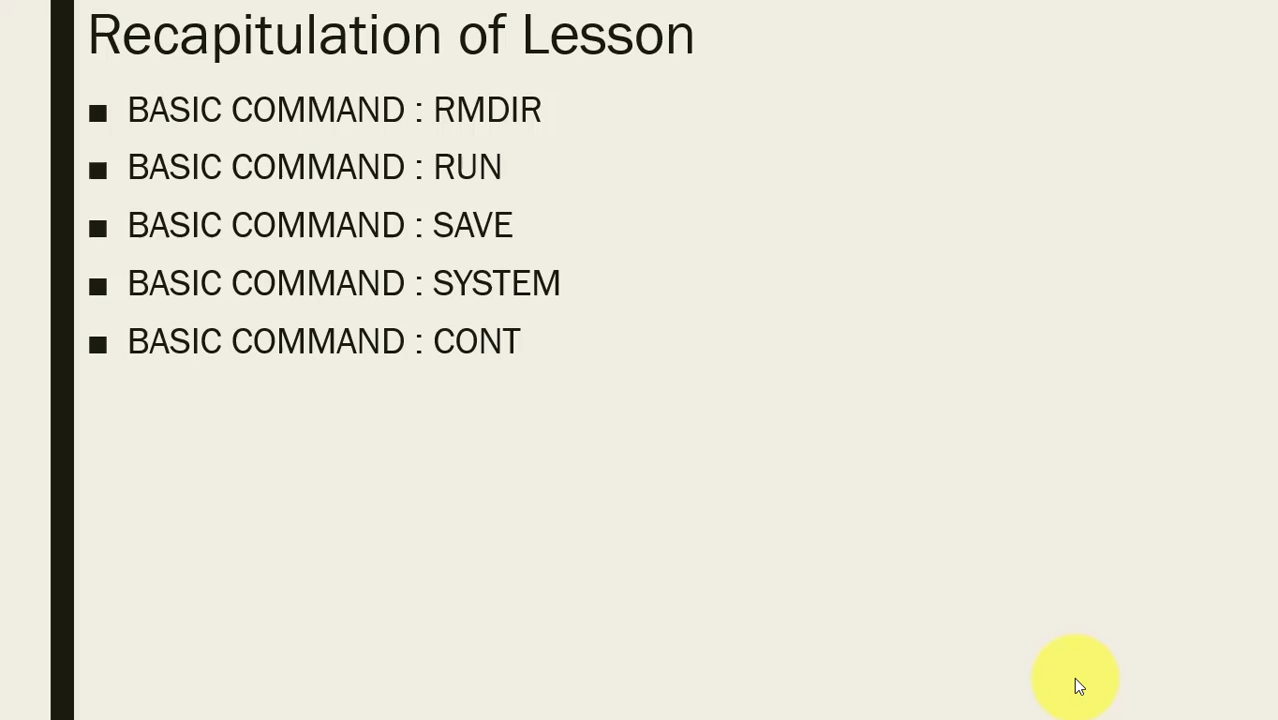 Recapitulation of Lesson
■ BASIC COMMAND : RMDIR
■ BASIC COMMAND : RUN
■ BASIC COMMAND : SAVE
■ BASIC COMMAND : SYSTEM
■ BASIC COMMAND : CONT